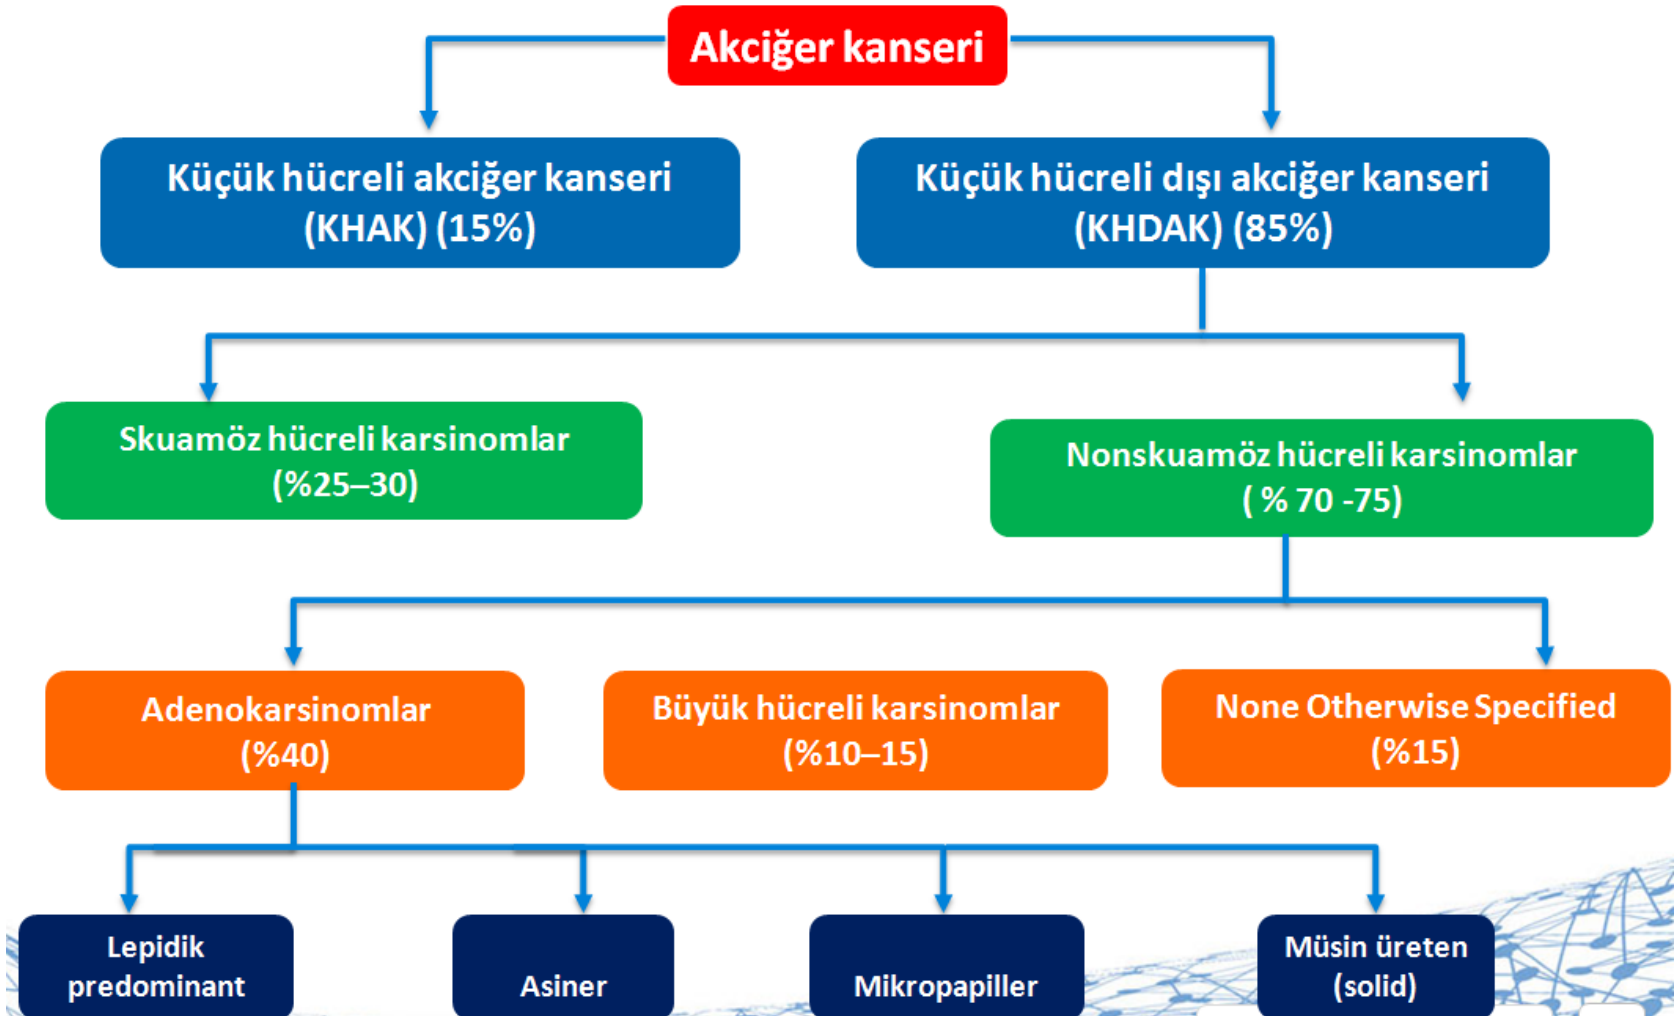 Akciğer kanseri
Küçük hücreli akciğer kanseri
(KHAK) (15%)
Küçük hücreli dışı akciğer kanseri
(KHDAK) (85%)
Skuamöz hücreli karsinomlar
(%25–30)
Nonskuamöz hücreli karsinomlar
( % 70 -75)
Adenokarsinomlar
(%40)
Büyük hücreli karsinomlar
(%10–15)
None Otherwise Specified
(%15)
Lepidik
predominant
Asiner
Mikropapiller
Müsin üreten
(solid)